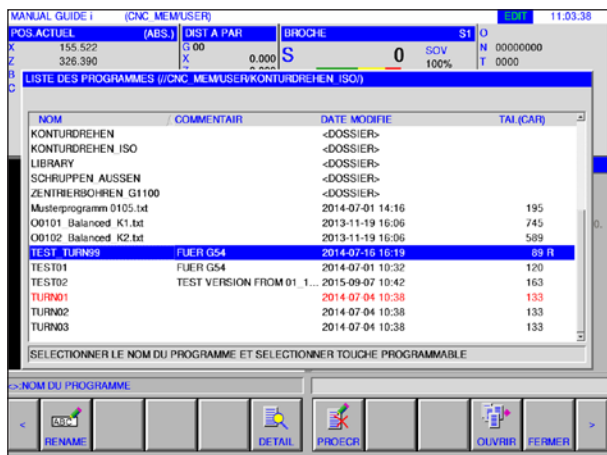 MANUAL GUIDE i (CNC_MEM/USER) EDIT 11:03.38
POS.ACTUEL (ABS.) DIST A PAR BROCHE S1 O
X 155.522 G 00 S 0 SOV N 00000000
Z 326.390 X 0.000 100% T 0000
B
C
LISTE DES PROGRAMMES (//CNC_MEM/USER/KONTURDREHEN_ISO/)
NOM COMMENTAIR DATE MODIFIE TAI.(CAR)
KONTURDREHEN <DOSSIER>
KONTURDREHEN_ISO <DOSSIER>
LIBRARY <DOSSIER>
SCHRUPPEN_AUSSEN <DOSSIER>
ZENTRIERBOHREN_G1100 <DOSSIER>
Musterprogramm 0105.txt 2014-07-01 14:16 195
O0101_Balanced_K1.txt 2013-11-19 16:06 745
O0102_Balanced_K2.txt 2013-11-19 16:06 589
TEST_TURN99 FUER G54 2014-07-16 16:19 89 R
TEST01 FUER G54 2014-07-01 10:32 120
TEST02 TEST VERSION FROM 01_1... 2015-09-07 10:42 163
TURN01 2014-07-04 10:38 133
TURN02 2014-07-04 10:38 133
TURN03 2014-07-04 10:38 133
SELECTIONNER LE NOM DU PROGRAMME ET SELECTIONNER TOUCHE PROGRAMMABLE
<>:NOM DU PROGRAMME
< ABC RENAME DETAIL PROECR OUVRIR FERMER >